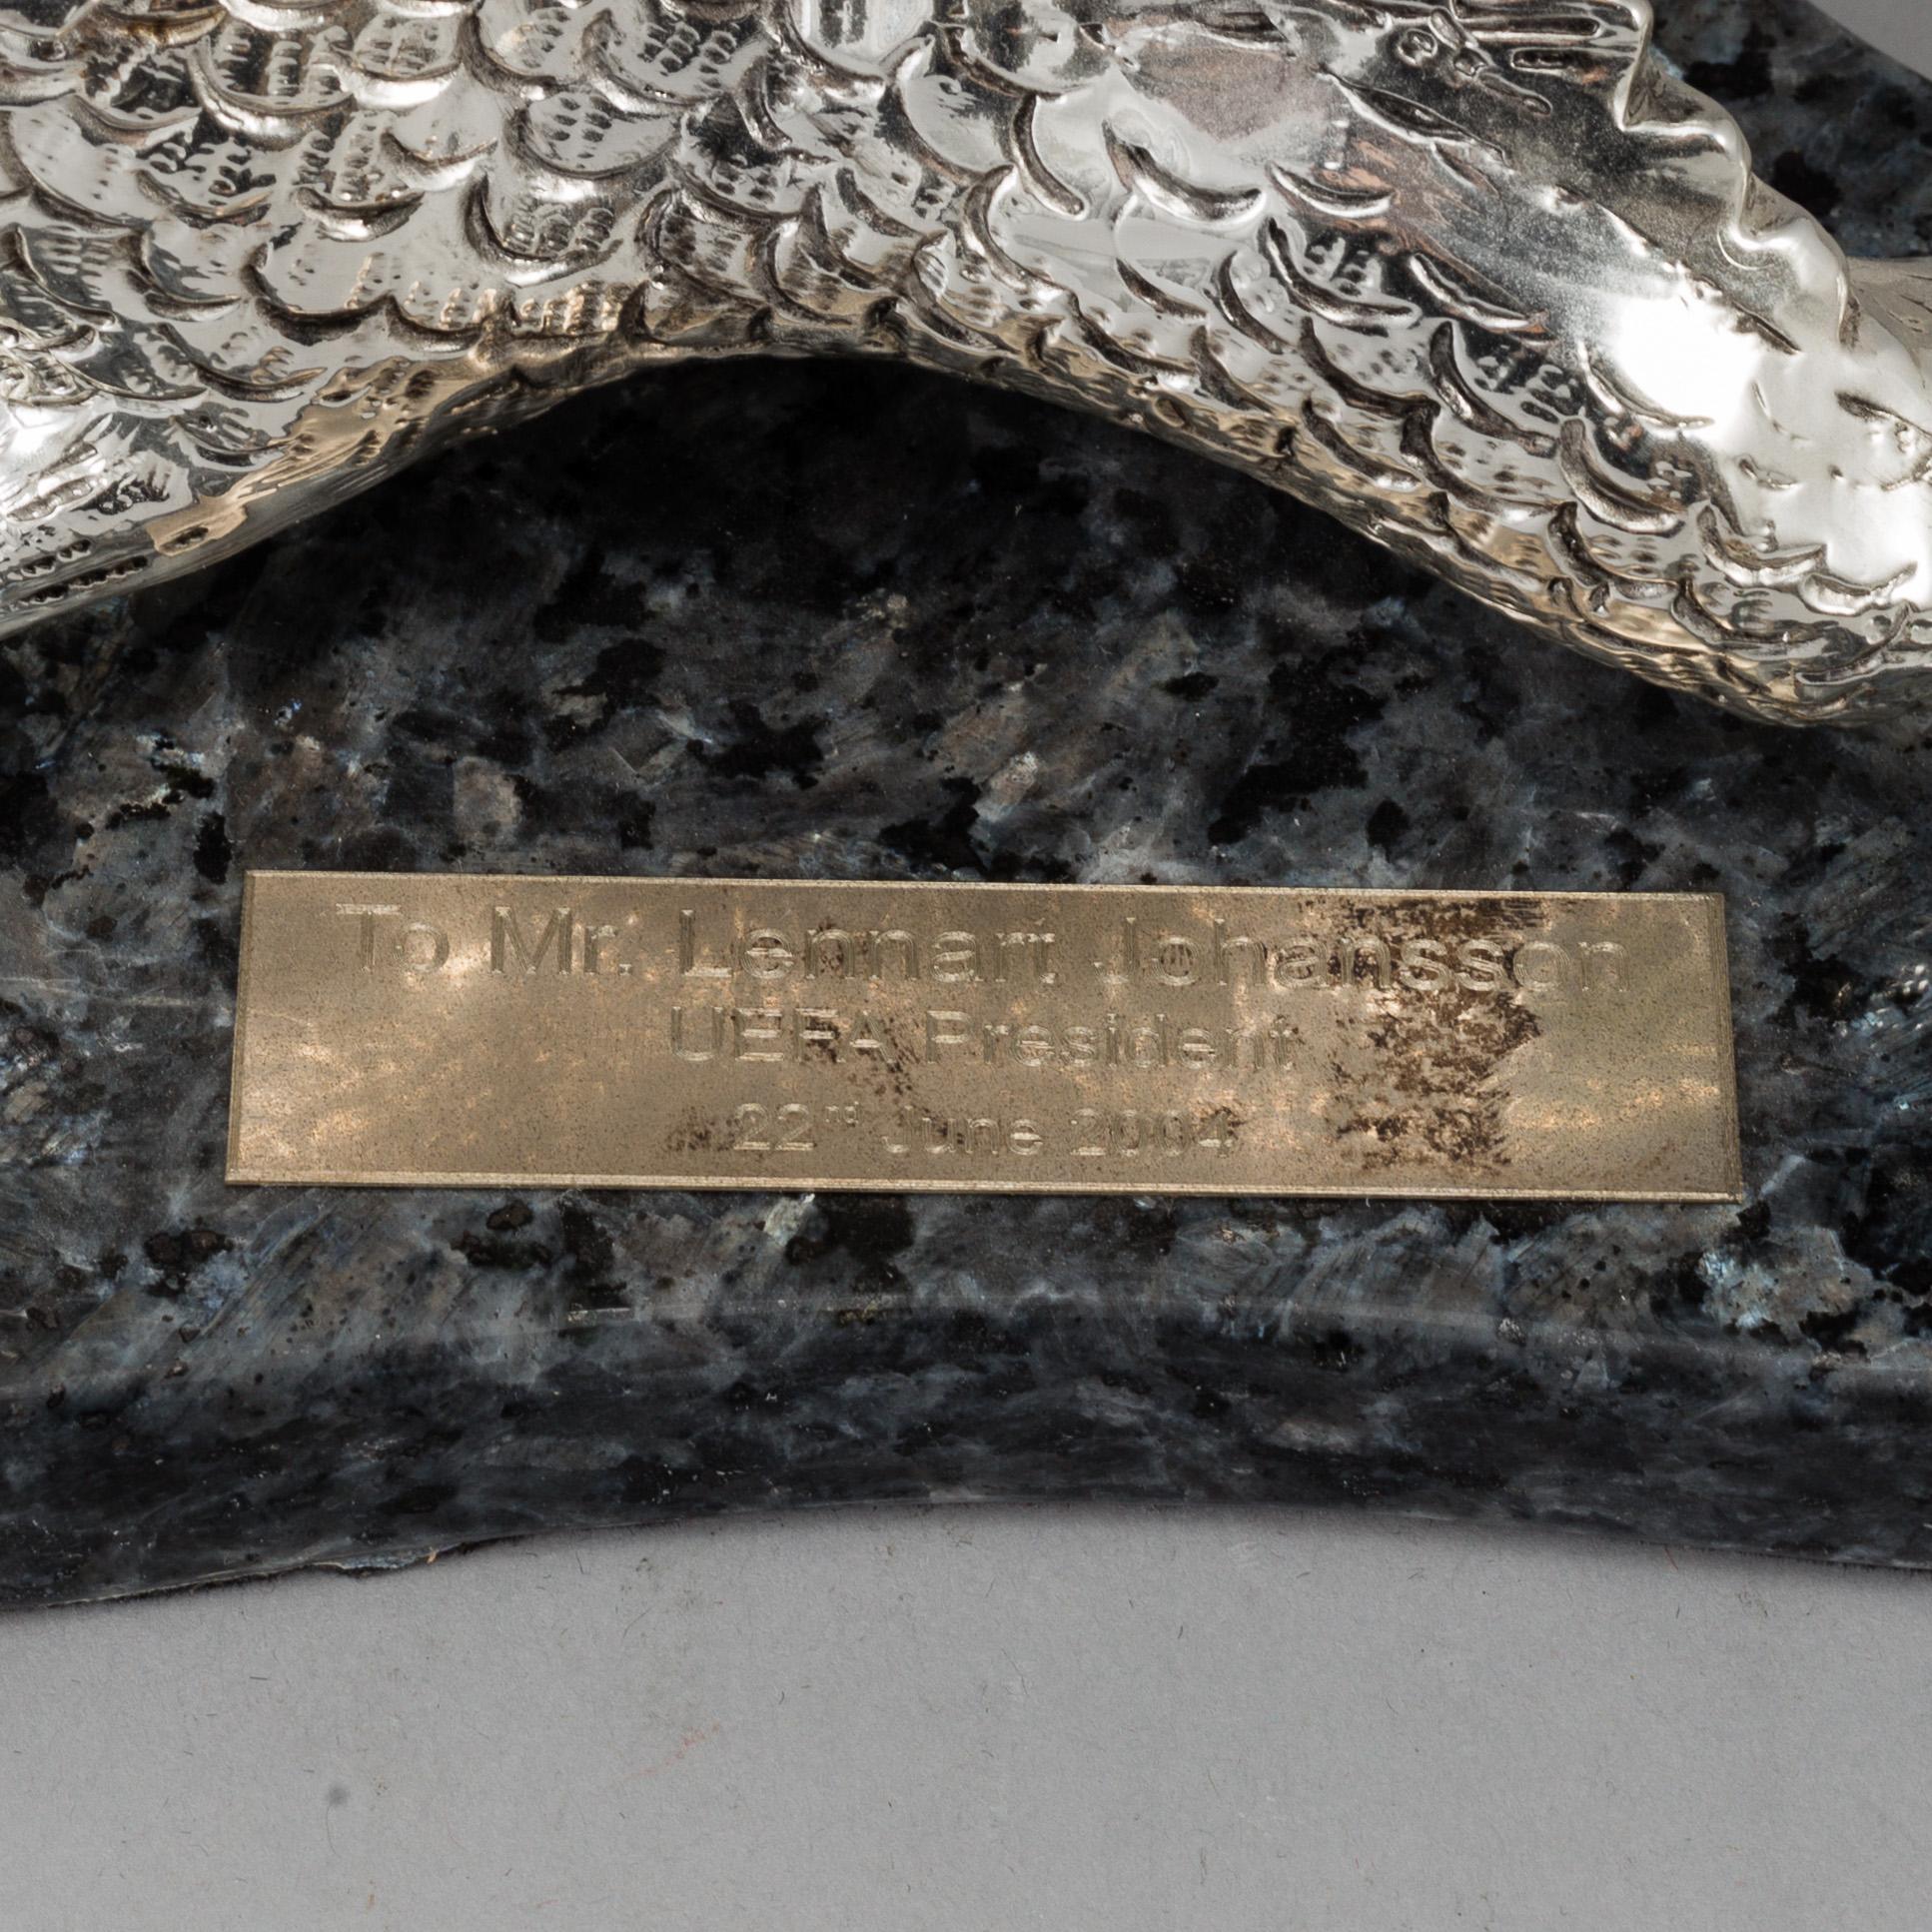 To Mr. Lennart Johansson
UEFA President
22nd June 2004